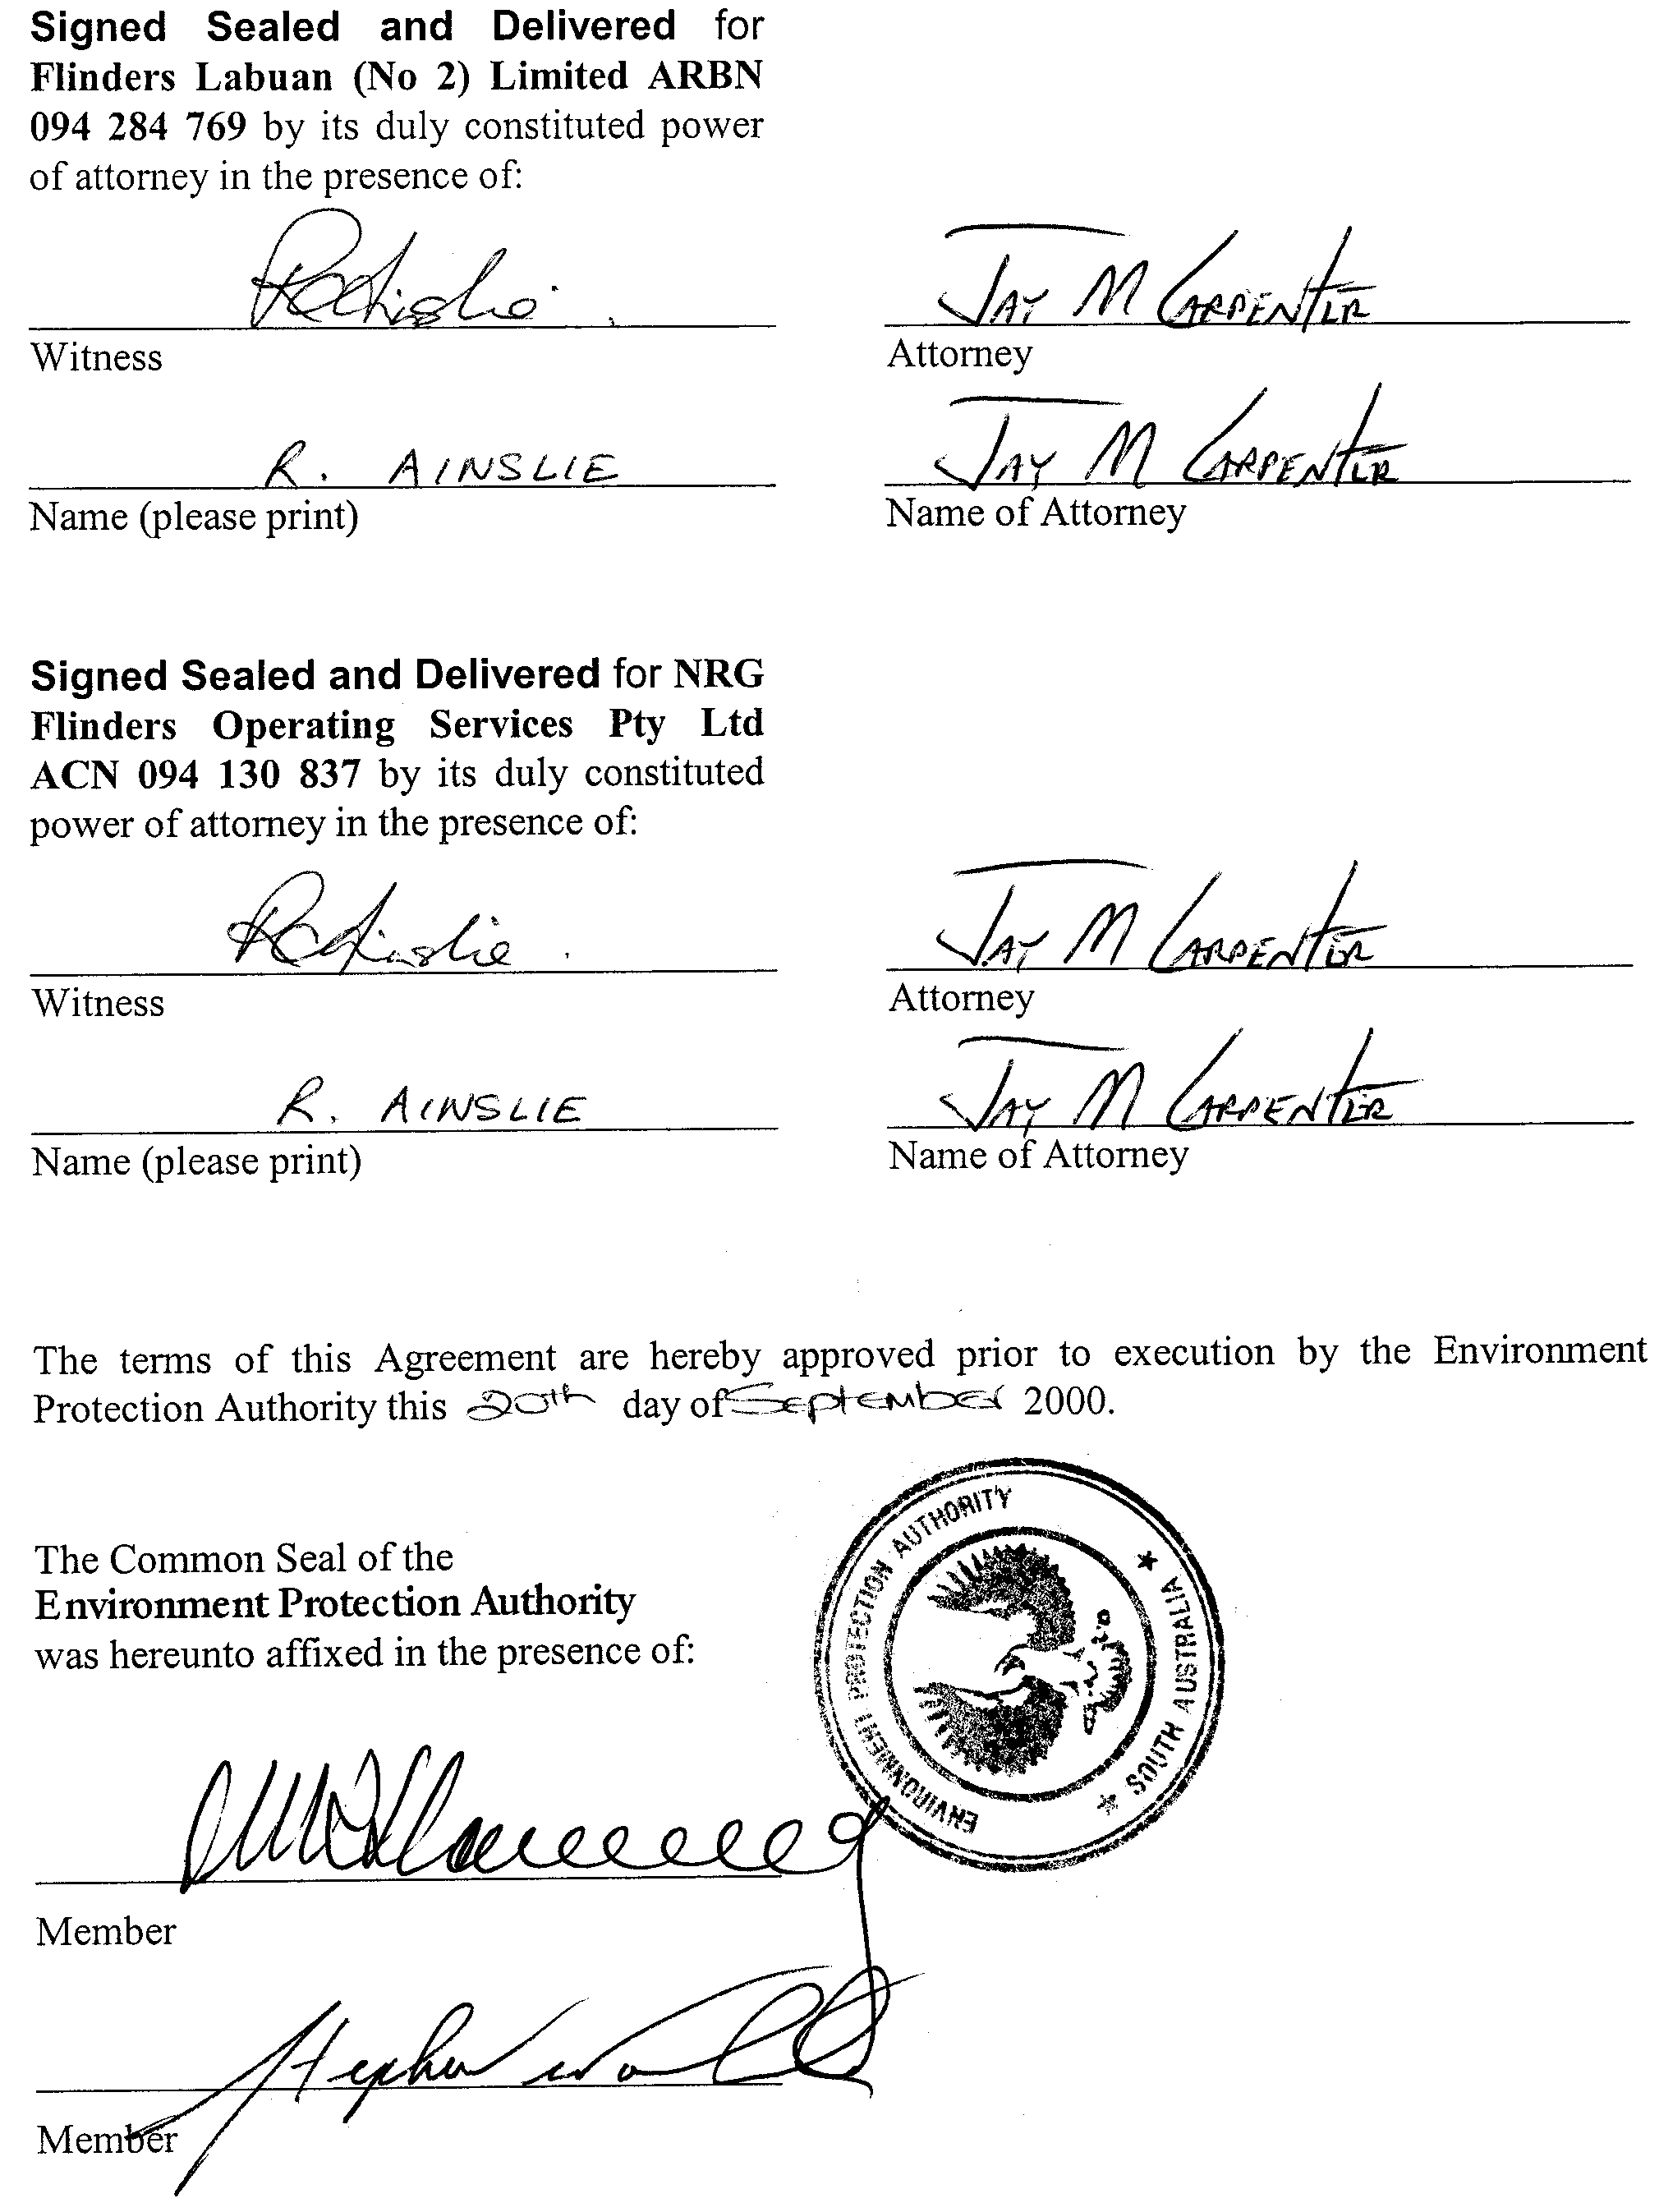 Signed Sealed and Delivered for
Flinders Labuan (No 2) Limited ARBN
094 284 769 by its duly constituted power
of attorney in the presence of:
JAY M CARPENTER
Witness
Attorney
R. AINSLIE
JAY M CARPENTER
Name (please print)
Name of Attorney
Signed Sealed and Delivered for NRG
Flinders Operating Services Pty Ltd
ACN 094 130 837 by its duly constituted
power of attorney in the presence of:
RAinslie
JAY M CARPENTER
Witness
Attorney
R. AINSLIE
JAY M CARPENTER
Name (please print)
Name of Attorney
The terms of this Agreement are hereby approved prior to execution by the Environment
Protection Authority this 20th day of September 2000.
The Common Seal of the
Environment Protection Authority
was hereunto affixed in the presence of:
ENVIRONMENT PROTECTION AUTHORITY
★ SOUTH AUSTRALIA ★
Member
Stephen
Member